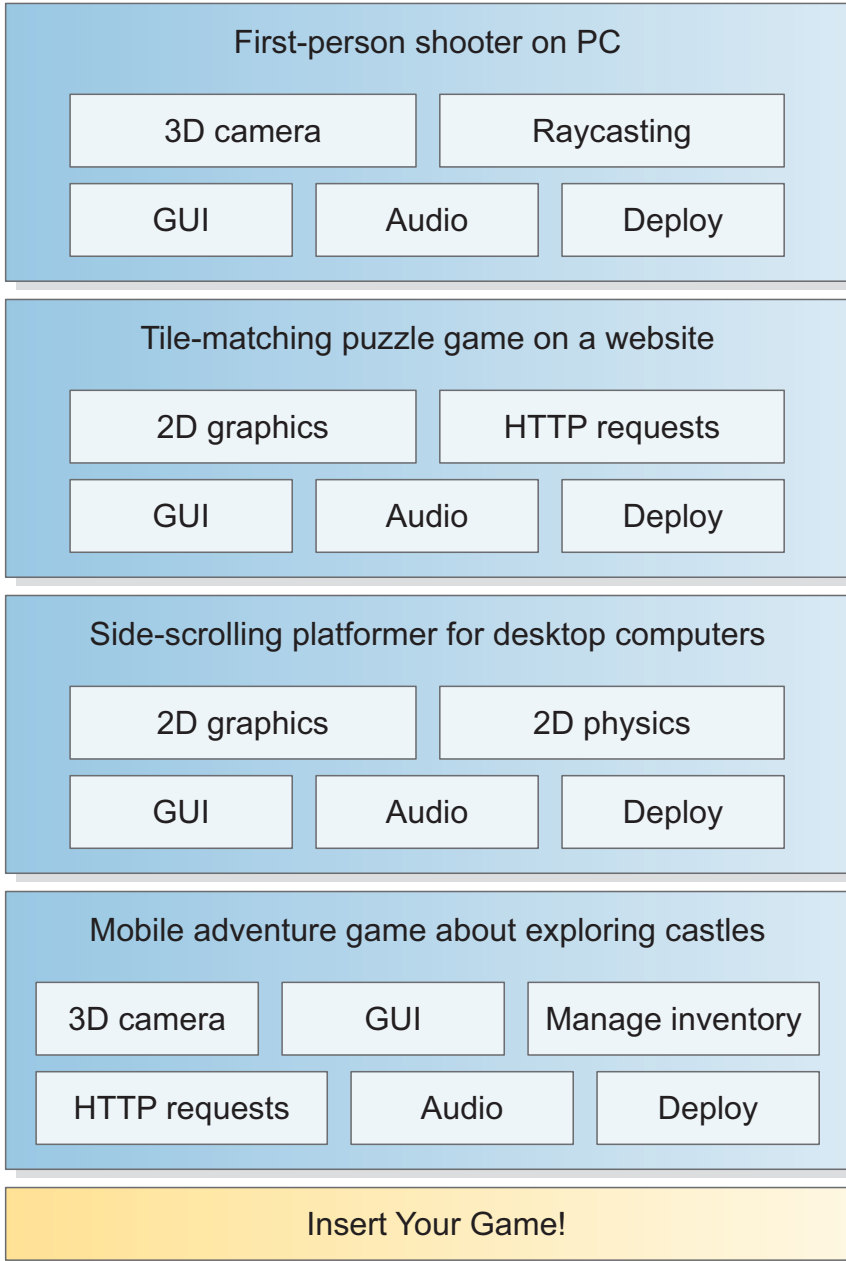 First-person shooter on PC
3D camera
Raycasting
GUI
Audio
Deploy
Tile-matching puzzle game on a website
2D graphics
HTTP requests
GUI
Audio
Deploy
Side-scrolling platformer for desktop computers
2D graphics
2D physics
GUI
Audio
Deploy
Mobile adventure game about exploring castles
3D camera
GUI
Manage inventory
HTTP requests
Audio
Deploy
Insert Your Game!